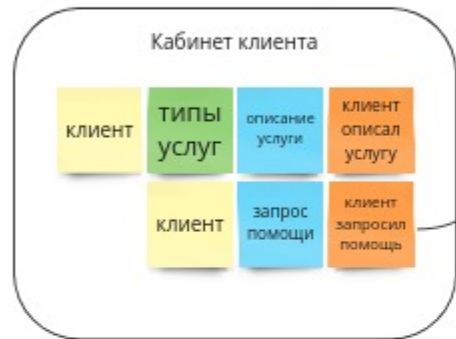 Кабинет клиента
клиент
типы
услуг
описание
услуги
клиент
описал
услугу
клиент
запрос
помощи
клиент
запросил
помощь